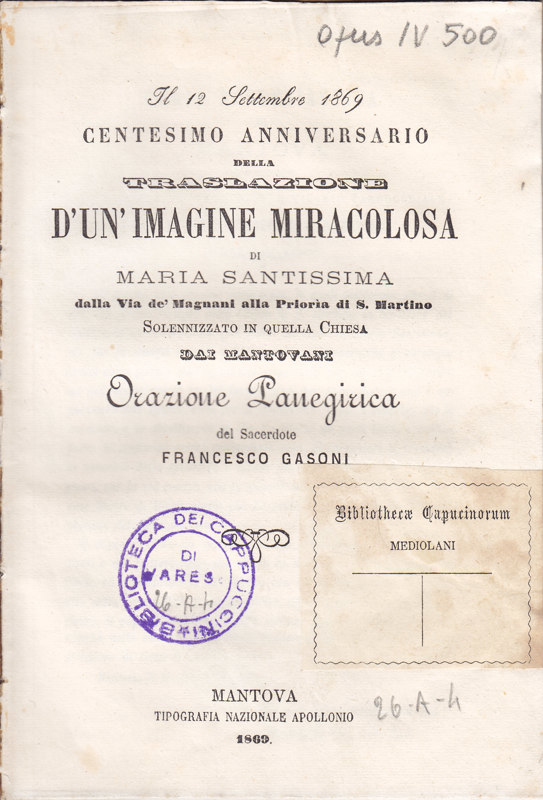 Opus IV 500
Il 12 Settembre 1869
CENTESIMO ANNIVERSARIO
DELLA
TRASLAZIONE
D'UN'IMAGINE MIRACOLOSA
DI
MARIA SANTISSIMA
dalla Via de' Magnani alla Priorìa di S. Martino
SOLENNIZZATO IN QUELLA CHIESA
DAI MANTOVANI
Orazione Panegirica
del Sacerdote
FRANCESCO GASONI
Bibliothecæ Capucinorum
MEDIOLANI
BIBLIOTECA DEI CAPPUCCINI
DI
VARESE
26-A-4
MANTOVA
TIPOGRAFIA NAZIONALE APOLLONIO
1869.
26-A-4